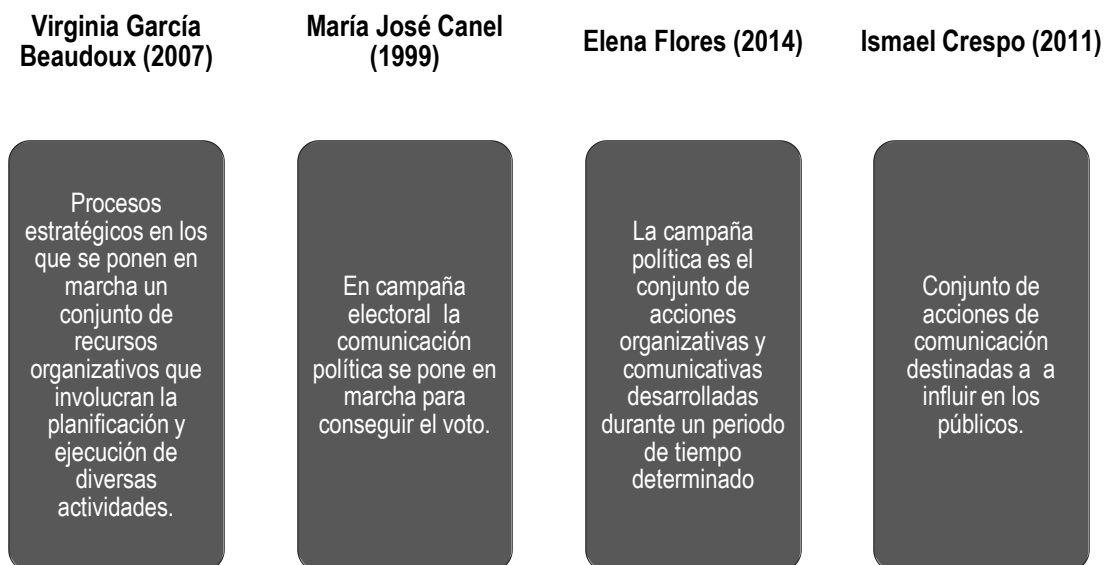 Virginia García
Beaudoux (2007)
María José Canel
(1999)
Elena Flores (2014)
Ismael Crespo (2011)
Procesos
estratégicos en los
que se ponen en
marcha un
conjunto de
recursos
organizativos que
involucran la
planificación y
ejecución de
diversas
actividades.
En campaña
electoral la
comunicación
política se pone en
marcha para
conseguir el voto.
La campaña
política es el
conjunto de
acciones
organizativas y
comunicativas
desarrolladas
durante un periodo
de tiempo
determinado
Conjunto de
acciones de
comunicación
destinadas a a
influir en los
públicos.